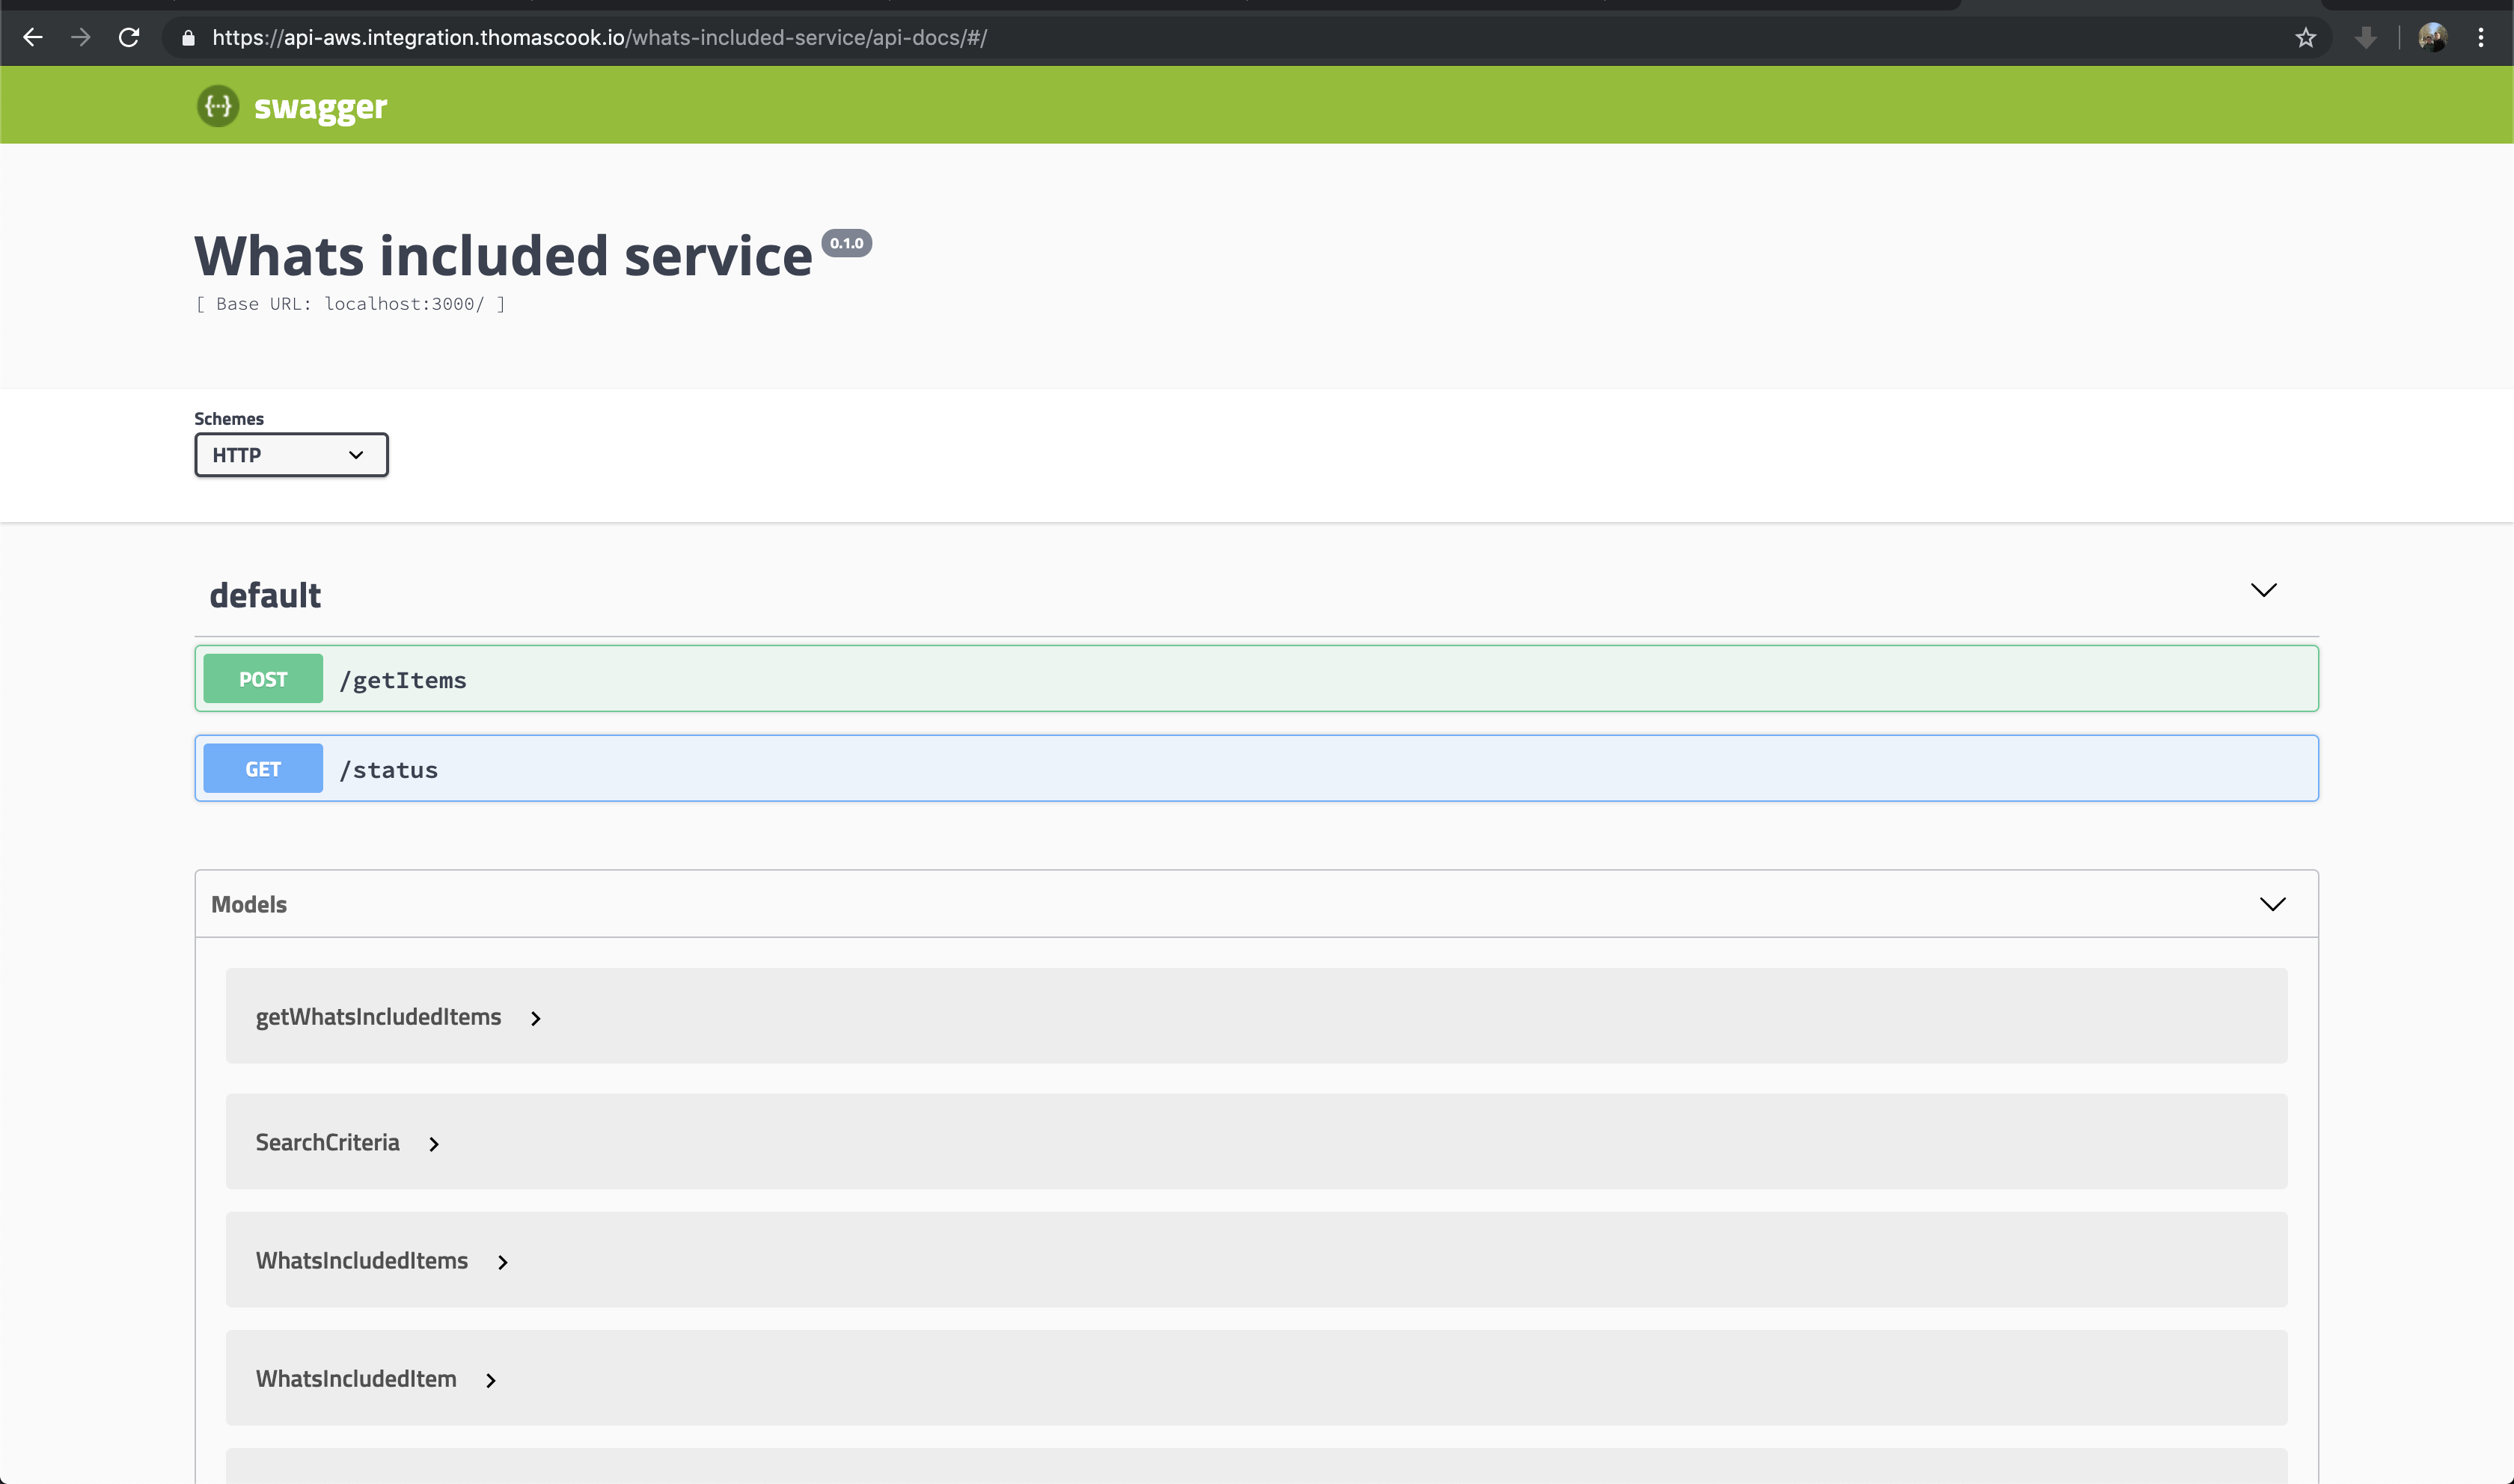 https://api-aws.integration.thomascook.io/whats-included-service/api-docs/#/
{···} swagger
Whats included service 0.1.0
[ Base URL: localhost:3000/ ]
Schemes
HTTP
default
POST /getItems
GET /status
Models
getWhatsIncludedItems
SearchCriteria
WhatsIncludedItems
WhatsIncludedItem